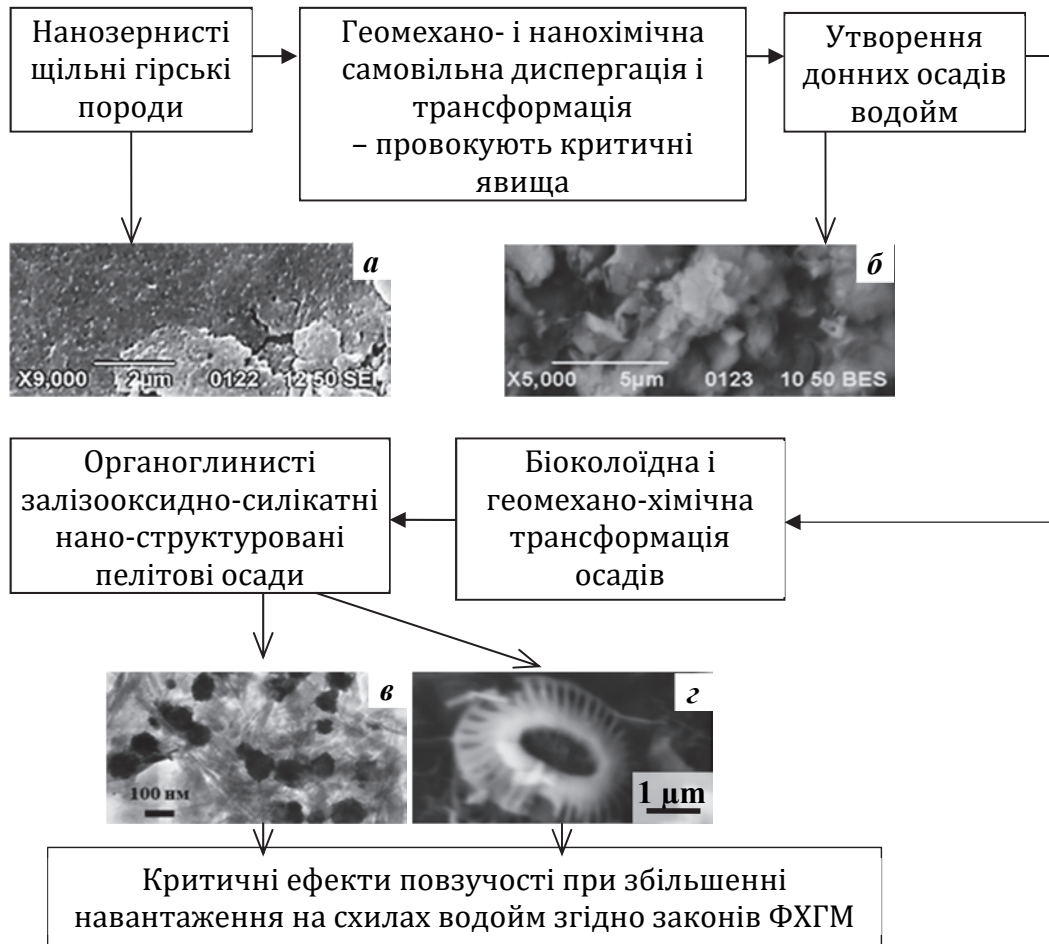 Нанозернисті
щільні гірські
породи
Геомехано- і нанохімічна
самовільна диспергація і
трансформація
– провокують критичні
явища
Утворення
донних осадів
водойм
а
X9,000 2µm 0122 12 50 SEI
б
X5,000 5µm 0123 10 50 BES
Органоглинисті
залізооксидно-силікатні
нано-структуровані
пелітові осади
Біоколоїдна і
геомехано-хімічна
трансформація
осадів
в
100 нм
г
1 µm
Критичні ефекти повзучості при збільшенні
навантаження на схилах водойм згідно законів ФХГМ